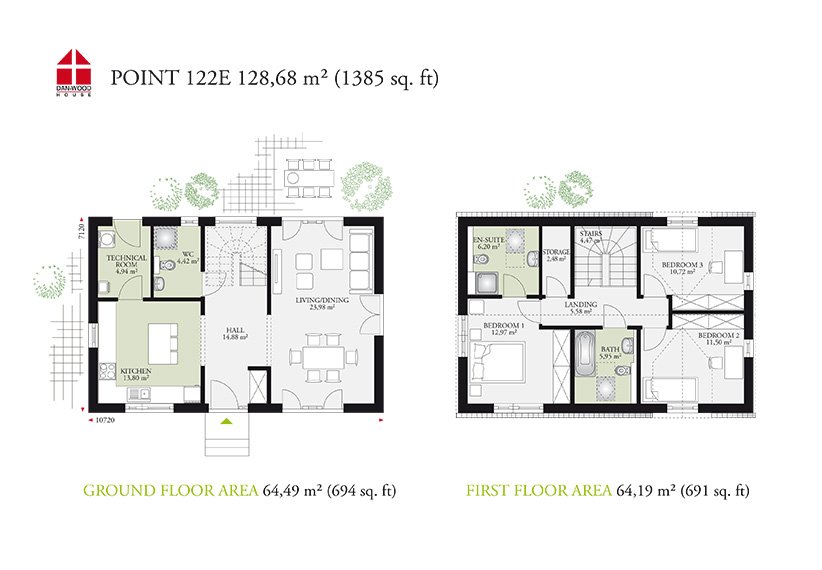 DAN-WOOD
HOUSE
POINT 122E 128,68 m² (1385 sq. ft)
7120
TECHNICAL
ROOM
4,94 m²
WC
4,42 m²
LIVING/DINING
23,98 m²
HALL
14,88 m²
KITCHEN
13,80 m²
10720
EN-SUITE
6,20 m²
STORAGE
2,48 m²
STAIRS
4,47 m²
BEDROOM 3
10,72 m²
LANDING
5,58 m²
BEDROOM 1
12,97 m²
BATH
5,95 m²
BEDROOM 2
11,50 m²
GROUND FLOOR AREA 64,49 m² (694 sq. ft)
FIRST FLOOR AREA 64,19 m² (691 sq. ft)